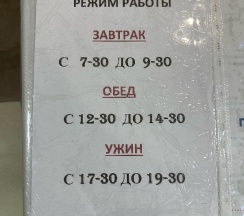 РЕЖИМ РАБОТЫ
ЗАВТРАК
С 7-30 ДО 9-30
ОБЕД
С 12-30 ДО 14-30
УЖИН
С 17-30 ДО 19-30